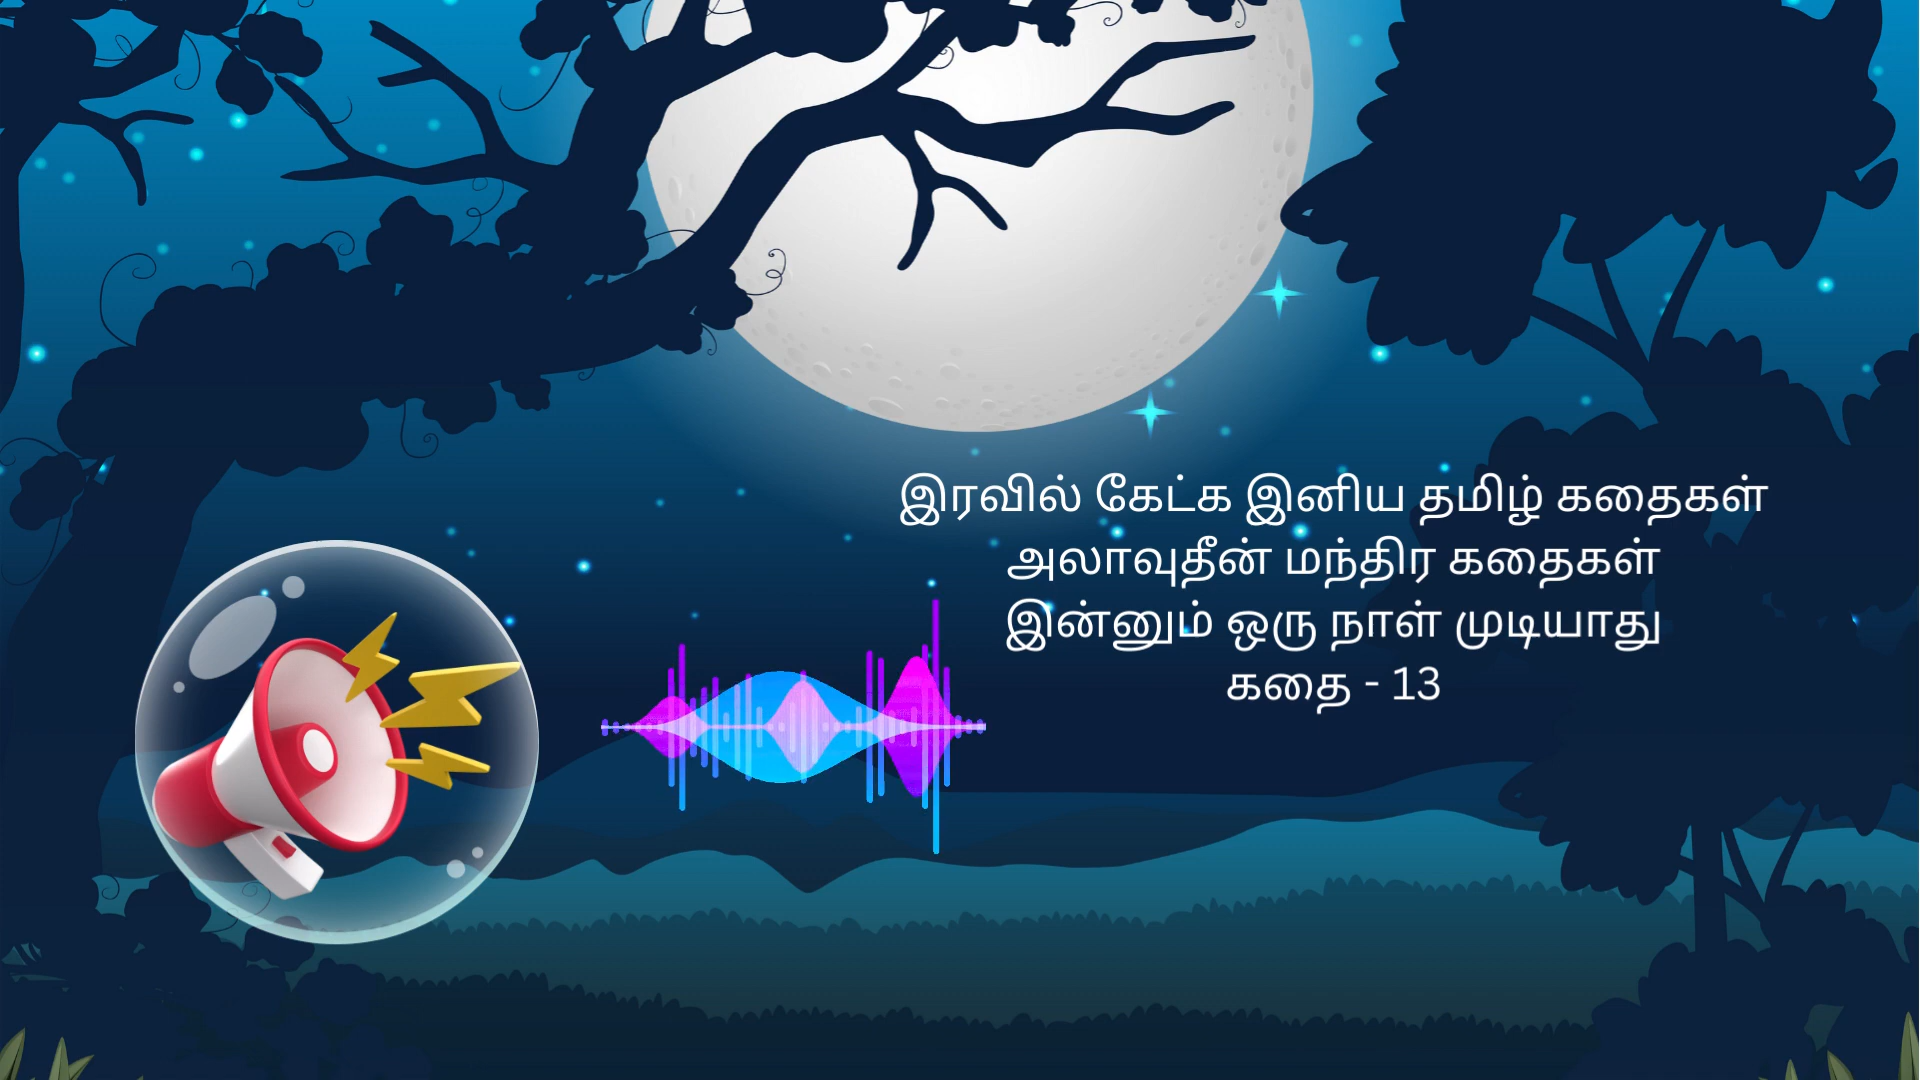 இரவில் கேட்க இனிய தமிழ் கதைகள்
அலாவுதீன் மந்திர கதைகள்
இன்னும் ஒரு நாள் முடியாது
கதை - 13